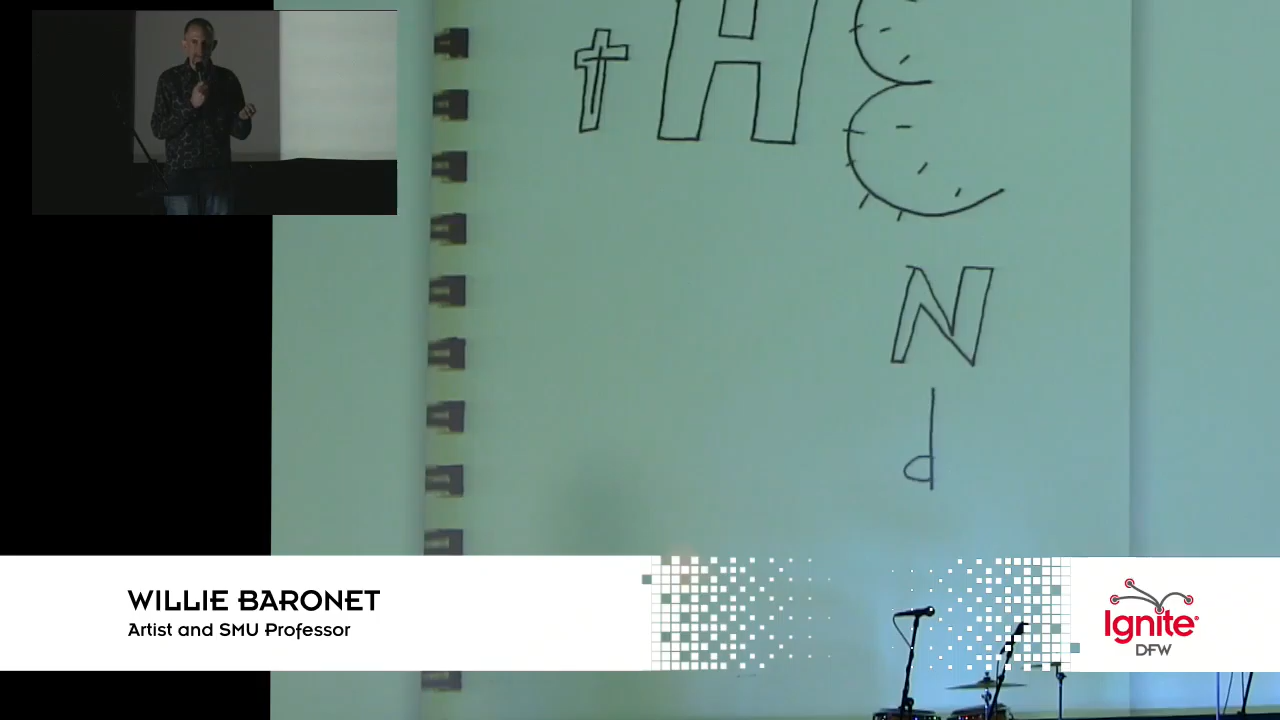 tHE
N
d
WILLIE BARONET
Artist and SMU Professor
Ignite
DFW